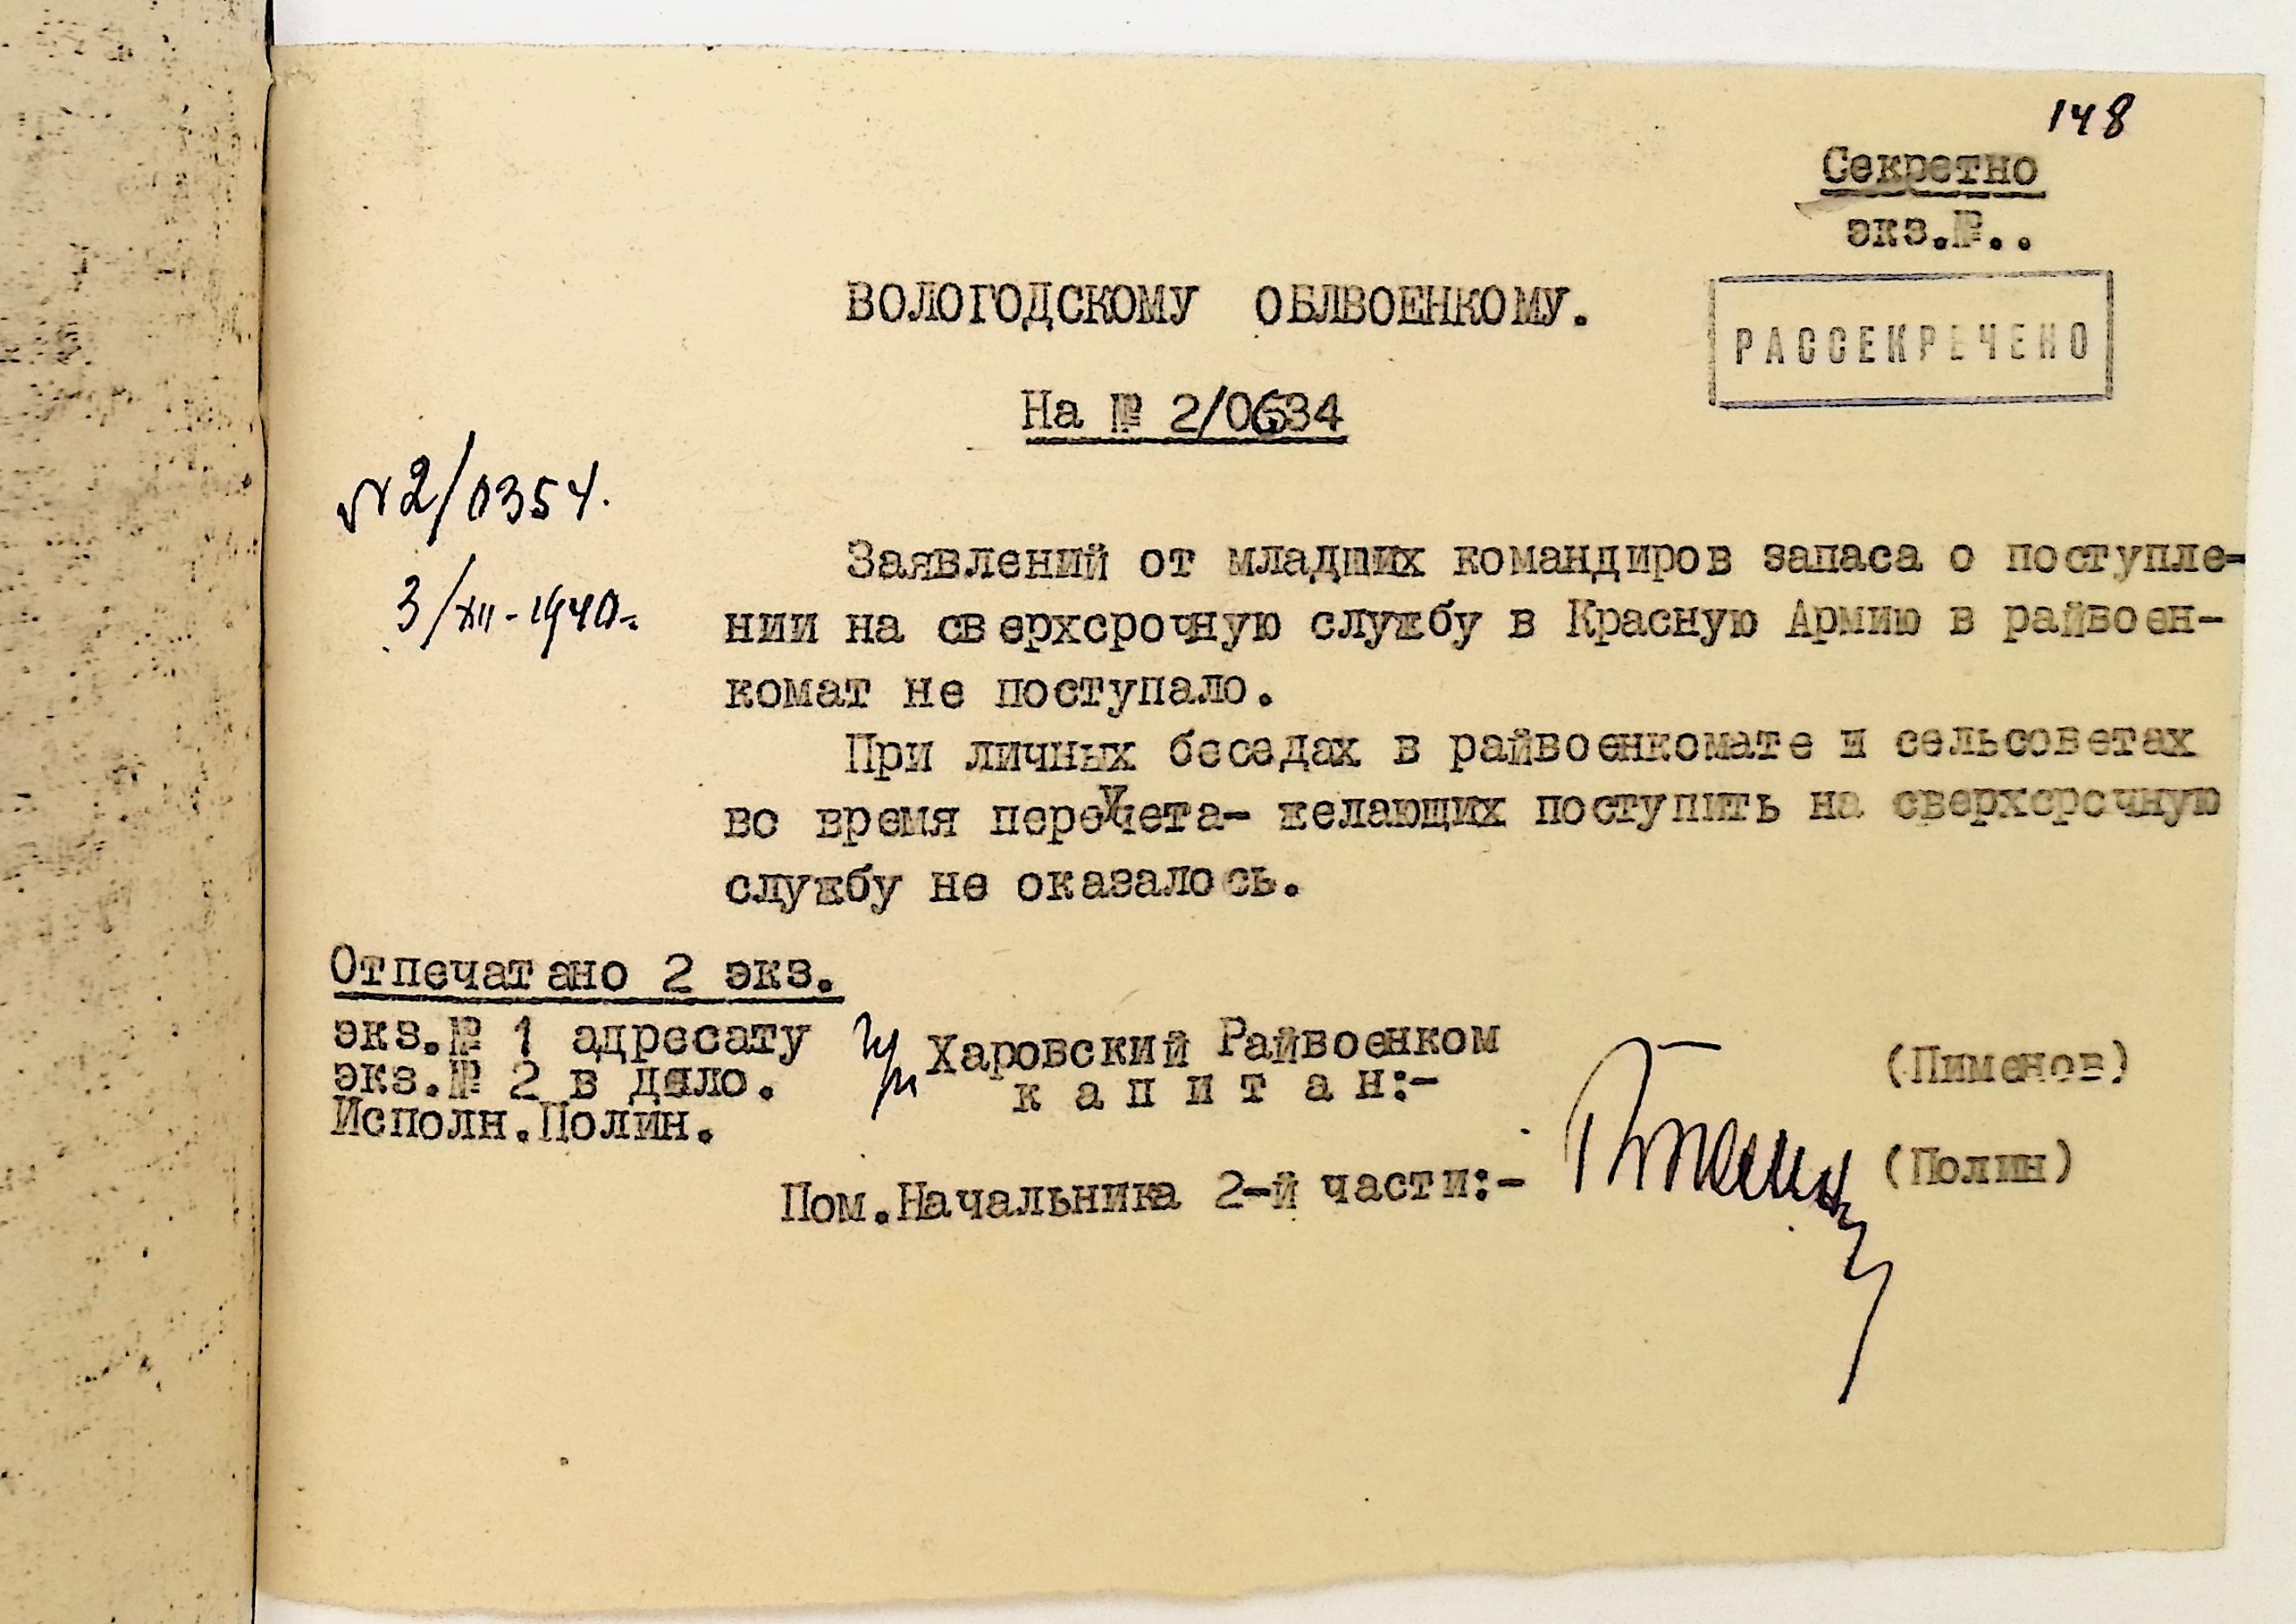 148
Секретно
экз.№..
РАССЕКРЕЧЕНО
ВОЛОГОДСКОМУ ОБЛВОЕНКОМУ.
На № 2/0634
№2/0354.
3/XII-1940.
Заявлений от младших командиров запаса о поступле-
нии на сверхсрочную службу в Красную Армию в райвоен-
комат не поступало.
При личных беседах в райвоенкомате и сельсоветах
во время переучета- желающих поступить на сверхсрочную
службу не оказалось.
Отпечатано 2 экз.
экз.№ 1 адресату
экз.№ 2 в дяло.
Исполн.Полин.
Харовский Райвоенком
капитан:-
(Пименов)
Пом.Начальника 2-й части:-
(Полин)